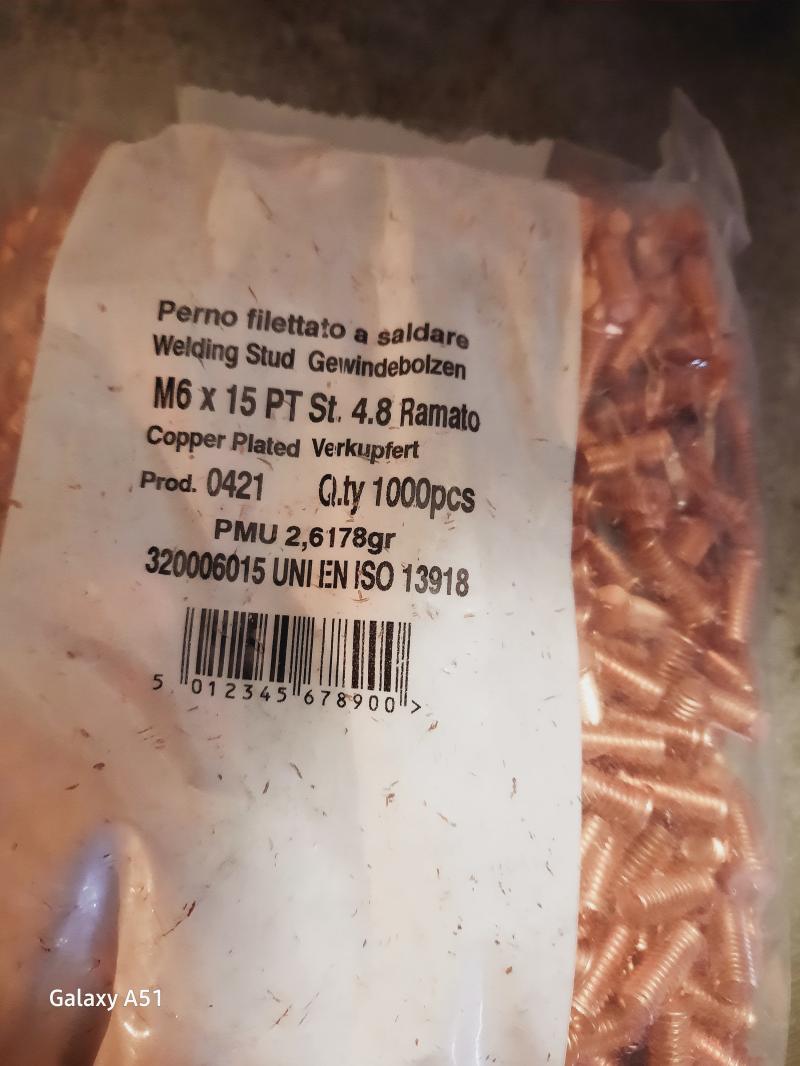 Perno filettato a saldare
Welding Stud Gewindebolzen
M6 x 15 PT St. 4.8 Ramato
Copper Plated Verkupfert
Prod. 0421 Q.ty 1000pcs
PMU 2,6178gr
320006015 UNI EN ISO 13918
5 012345 678900 >
Galaxy A51